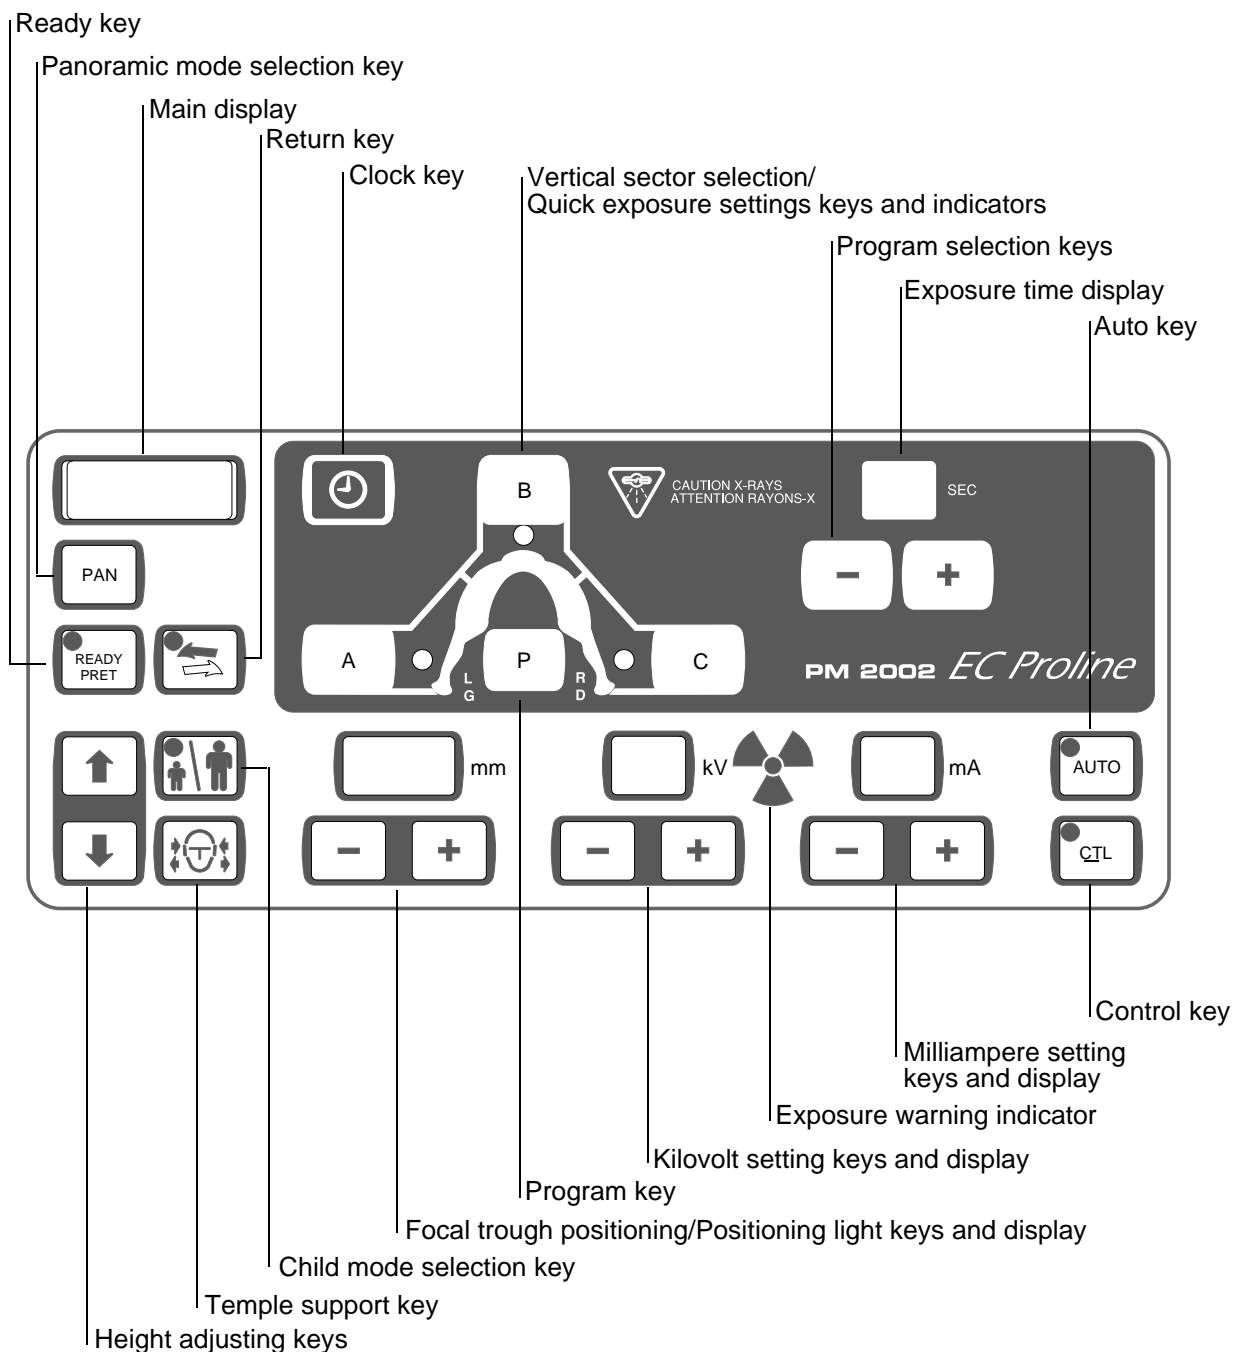 Ready key
Panoramic mode selection key
Main display
Return key
Clock key
Vertical sector selection/
Quick exposure settings keys and indicators
Program selection keys
Exposure time display
Auto key
B
CAUTION X-RAYS
ATTENTION RAYONS-X
SEC
PAN
- +
READY
PRET
A
P
C
L
G
R
D
PM 2002 EC Proline
mm
kV
mA
AUTO
- +
- +
- +
CTL
Control key
Milliampere setting
keys and display
Exposure warning indicator
Kilovolt setting keys and display
Program key
Focal trough positioning/Positioning light keys and display
Child mode selection key
Temple support key
Height adjusting keys